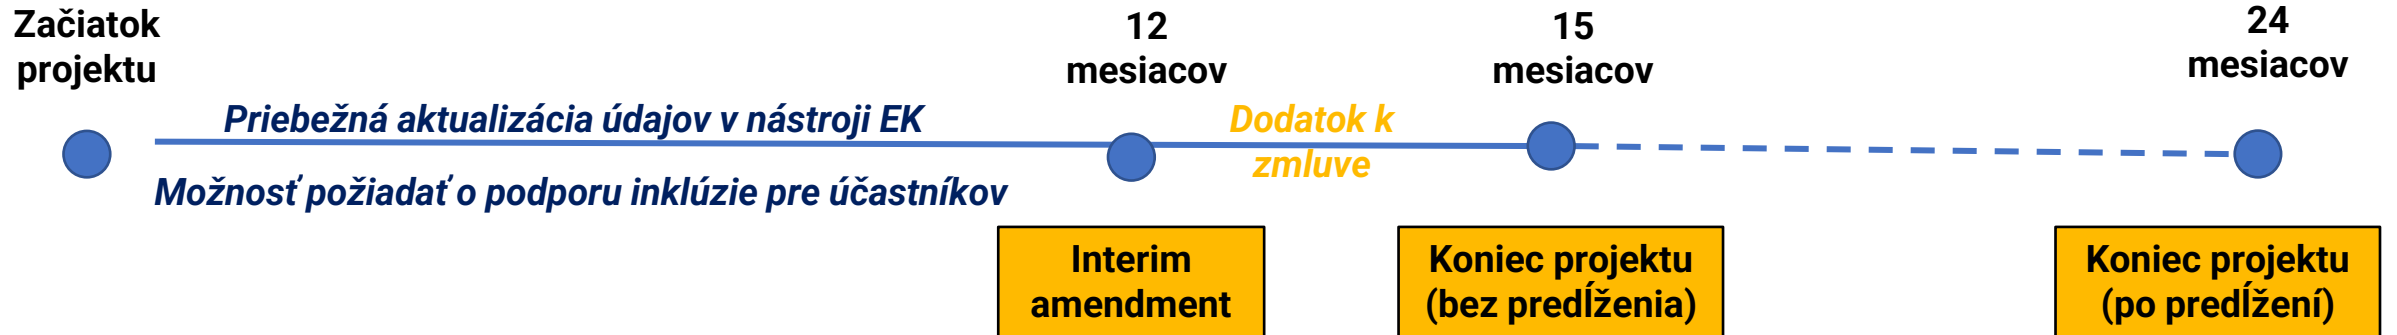 Začiatok
projektu
12
mesiacov
15
mesiacov
24
mesiacov
Priebežná aktualizácia údajov v nástroji EK
Dodatok k
zmluve
Možnosť požiadať o podporu inklúzie pre účastníkov
Interim
amendment
Koniec projektu
(bez predĺženia)
Koniec projektu
(po predĺžení)